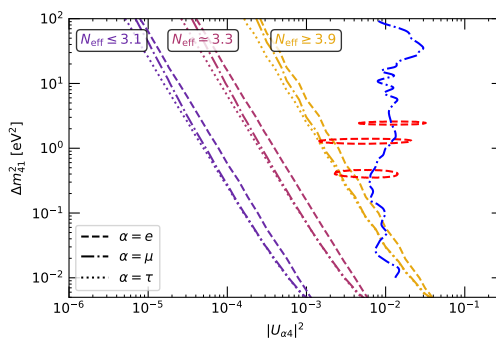 N_eff ≤ 3.1
N_eff ≃ 3.3
N_eff ≥ 3.9
10^2
10^1
10^0
10^−1
10^−2
Δm^2_41 [eV^2]
α = e
α = μ
α = τ
10^−6 10^−5 10^−4 10^−3 10^−2 10^−1
|U_α4|^2